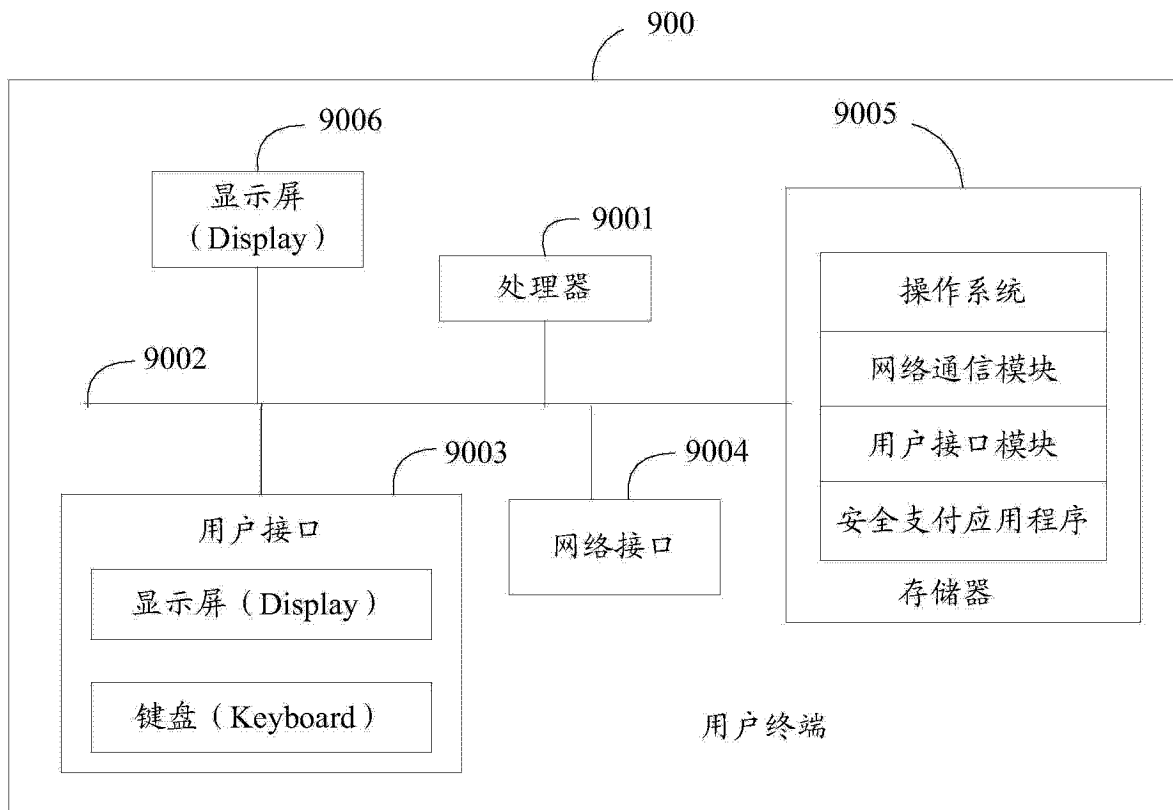 900
9006
9005
显示屏
（Display）
9001
处理器
操作系统
9002
网络通信模块
用户接口模块
9003
9004
安全支付应用程序
用户接口
网络接口
显示屏（Display）
存储器
键盘（Keyboard）
用户终端